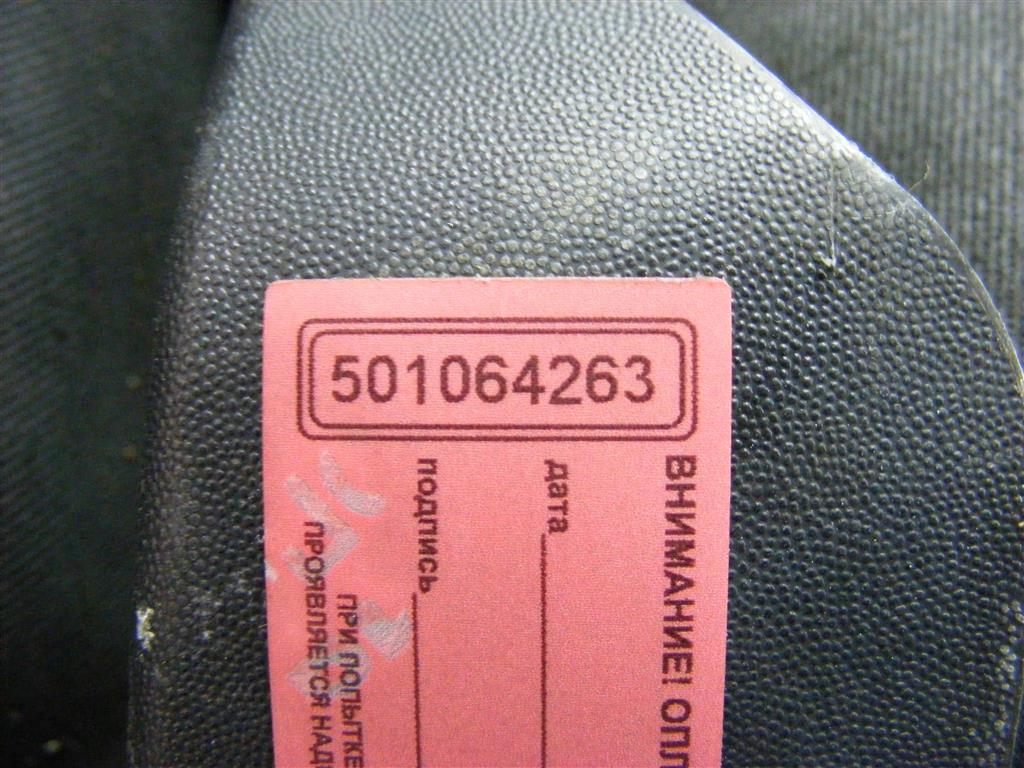 501064263
ВНИМАНИЕ!
дата
подпись
ПРИ ПОПЫТКЕ
ПРОЯВЛЯЕТСЯ